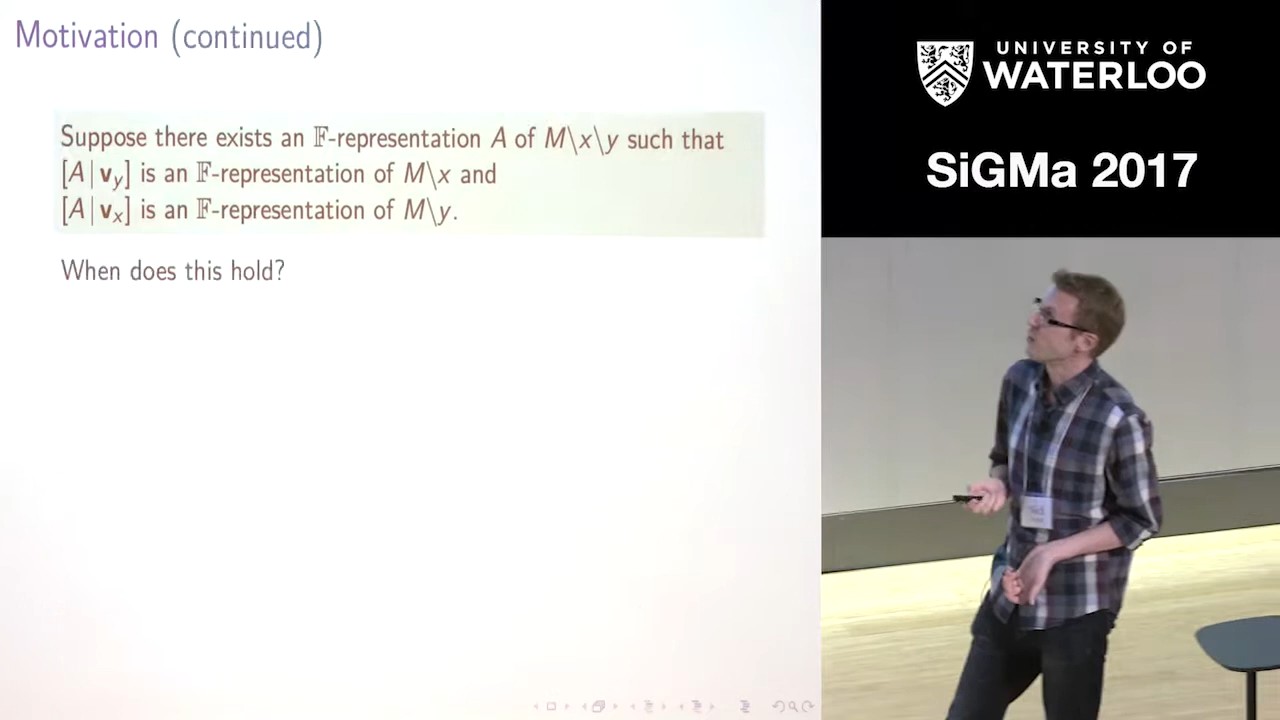 Motivation (continued)
Suppose there exists an 𝔽-representation A of M\x\y such that
[A | v_y] is an 𝔽-representation of M\x and
[A | v_x] is an 𝔽-representation of M\y.
When does this hold?
UNIVERSITY OF
WATERLOO
SiGMa 2017